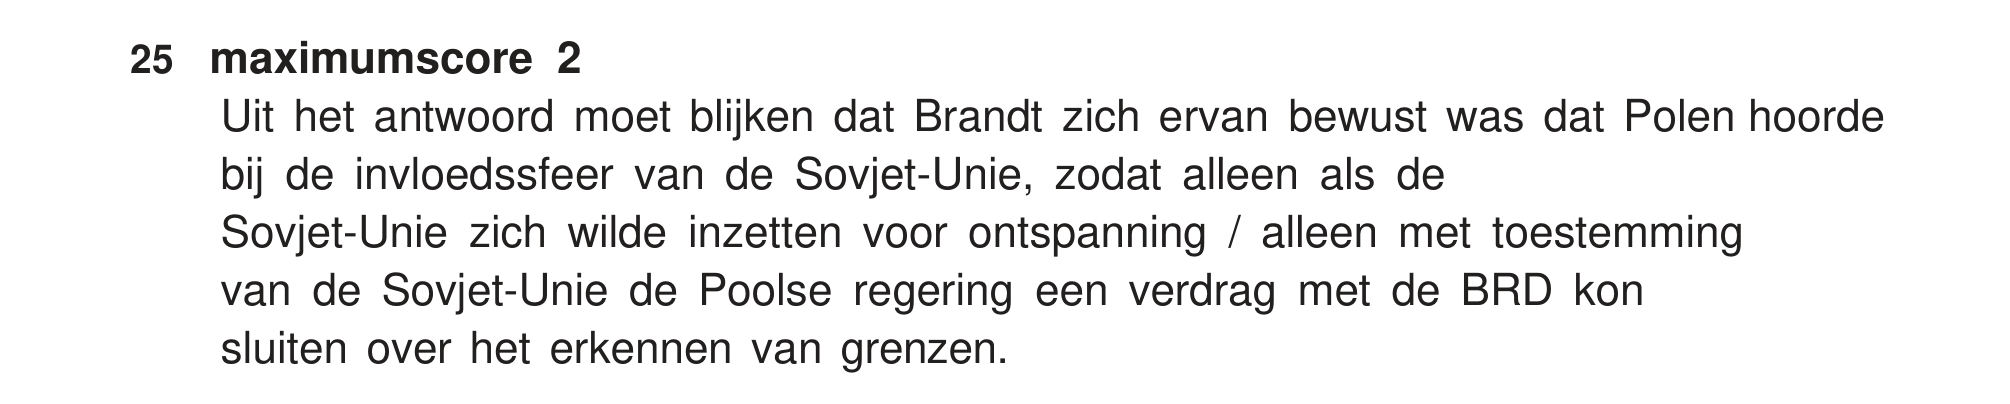 25 maximumscore 2
Uit het antwoord moet blijken dat Brandt zich ervan bewust was dat Polen hoorde
bij de invloedssfeer van de Sovjet-Unie, zodat alleen als de
Sovjet-Unie zich wilde inzetten voor ontspanning / alleen met toestemming
van de Sovjet-Unie de Poolse regering een verdrag met de BRD kon
sluiten over het erkennen van grenzen.